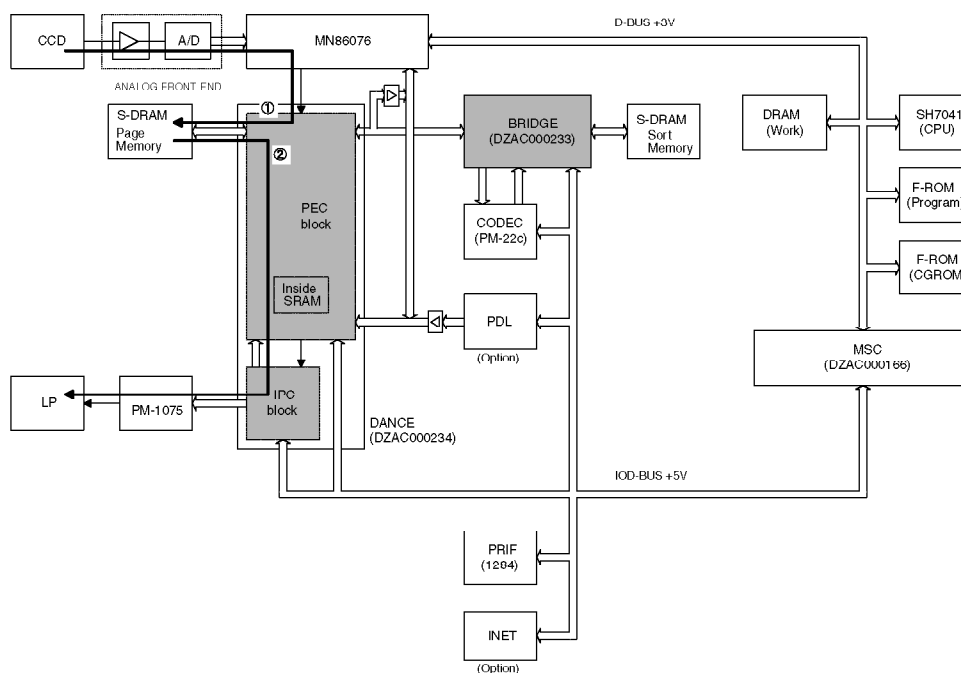 CCD
A/D
MN86076
D-BUS +3V
ANALOG FRONT END
S-DRAM
Page
Memory
①
②
PEC
block
Inside
SRAM
BRIDGE
(DZAC000233)
S-DRAM
Sort
Memory
DRAM
(Work)
SH7041
(CPU)
F-ROM
(Program)
F-ROM
(CGROM)
CODEC
(PM-22c)
PDL
(Option)
MSC
(DZAC000166)
LP
PM-1075
IPC
block
DANCE
(DZAC000234)
IOD-BUS +5V
PRIF
(1284)
INET
(Option)